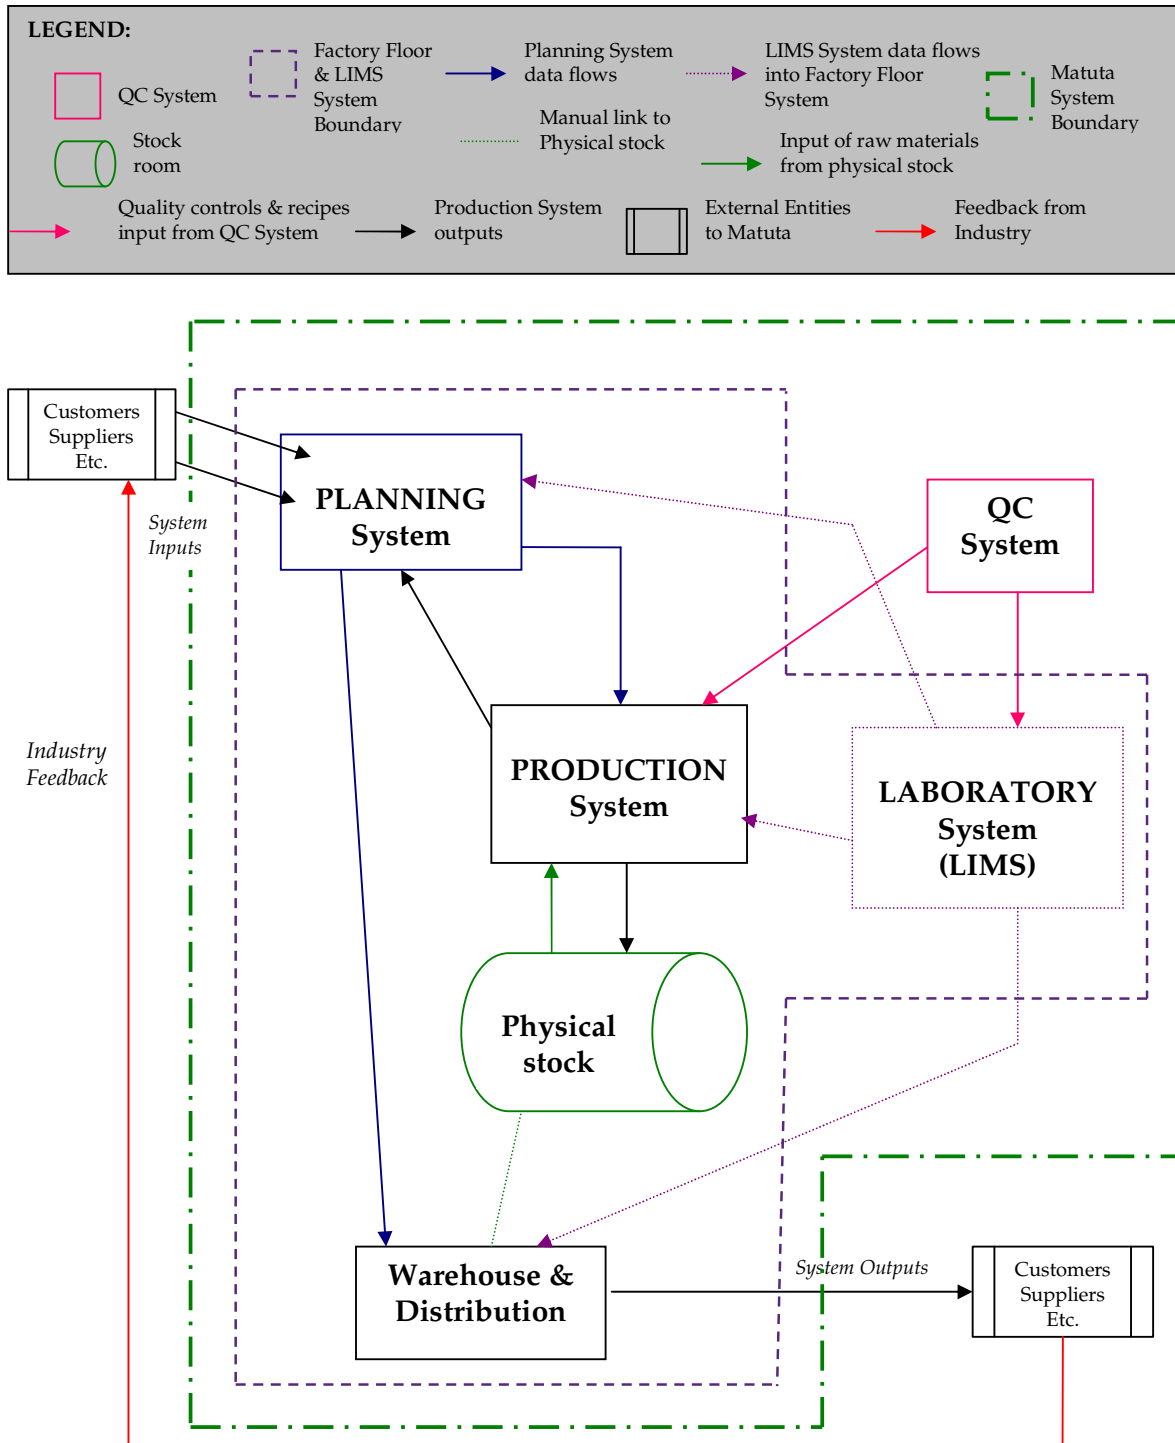 LEGEND:
QC System
Factory Floor
& LIMS
System
Boundary
Planning System
data flows
LIMS System data flows
into Factory Floor
System
Matuta
System
Boundary
Stock
room
Manual link to
Physical stock
Input of raw materials
from physical stock
Quality controls & recipes
input from QC System
Production System
outputs
External Entities
to Matuta
Feedback from
Industry
Customers
Suppliers
Etc.
System
Inputs
PLANNING
System
QC
System
Industry
Feedback
PRODUCTION
System
LABORATORY
System
(LIMS)
Physical
stock
Warehouse &
Distribution
System Outputs
Customers
Suppliers
Etc.